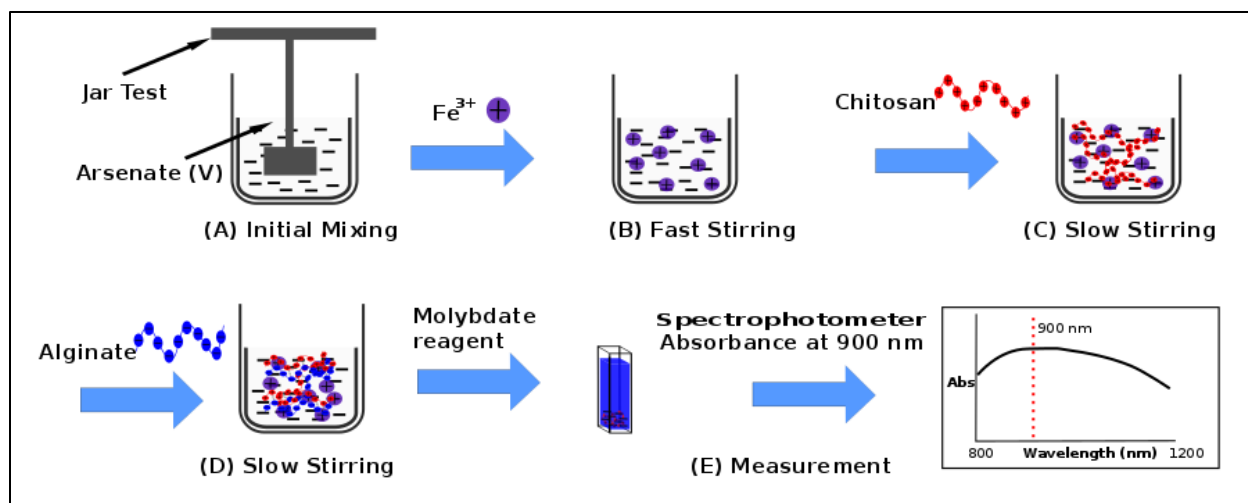 Jar Test
Arsenate (V)
(A) Initial Mixing
Fe³⁺ +
(B) Fast Stirring
Chitosan
(C) Slow Stirring
Alginate
(D) Slow Stirring
Molybdate
reagent
Spectrophotometer
Absorbance at 900 nm
(E) Measurement
900 nm
Abs
800 Wavelength (nm) 1200